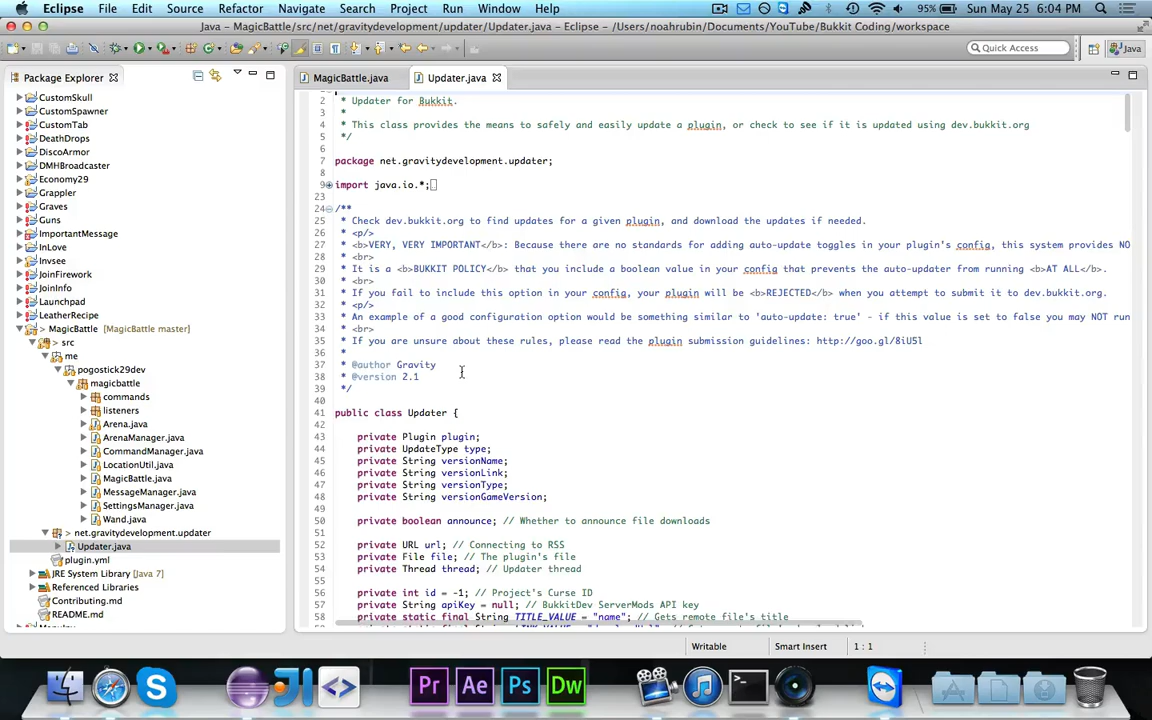 Eclipse File Edit Source Refactor Navigate Search Project Run Window Help 95% Sun May 25 6:04 PM
Java - MagicBattle/src/net/gravitydevelopment/updater/Updater.java - Eclipse - /Users/noahrubin/Documents/YouTube/Bukkit Coding/workspace
Quick Access Java
Package Explorer
MagicBattle.java Updater.java
CustomSkull
CustomSpawner
CustomTab
DeathDrops
DiscoArmor
DMHBroadcaster
Economy29
Grappler
Graves
Guns
ImportantMessage
InLove
Invsee
JoinFirework
JoinInfo
Launchpad
LeatherRecipe
> MagicBattle [MagicBattle master]
> src
> me
pogostick29dev
magicbattle
commands
listeners
Arena.java
ArenaManager.java
CommandManager.java
LocationUtil.java
MagicBattle.java
MessageManager.java
SettingsManager.java
Wand.java
> net.gravitydevelopment.updater
Updater.java
plugin.yml
JRE System Library [Java 7]
Referenced Libraries
Contributing.md
README.md
2 * Updater for Bukkit.
3 *
4 * This class provides the means to safely and easily update a plugin, or check to see if it is updated using dev.bukkit.org
5 */
6
7 package net.gravitydevelopment.updater;
8
9 import java.io.*;
23
24 /**
25 * Check dev.bukkit.org to find updates for a given plugin, and download the updates if needed.
26 * <p/>
27 * <b>VERY, VERY IMPORTANT</b>: Because there are no standards for adding auto-update toggles in your plugin's config, this system provides NO
28 * <br>
29 * It is a <b>BUKKIT POLICY</b> that you include a boolean value in your config that prevents the auto-updater from running <b>AT ALL</b>.
30 * <br>
31 * If you fail to include this option in your config, your plugin will be <b>REJECTED</b> when you attempt to submit it to dev.bukkit.org.
32 * <p/>
33 * An example of a good configuration option would be something similar to 'auto-update: true' - if this value is set to false you may NOT run
34 * <br>
35 * If you are unsure about these rules, please read the plugin submission guidelines: http://goo.gl/8iU5l
36 *
37 * @author Gravity
38 * @version 2.1
39 */
40
41 public class Updater {
42
43 private Plugin plugin;
44 private UpdateType type;
45 private String versionName;
46 private String versionLink;
47 private String versionType;
48 private String versionGameVersion;
49
50 private boolean announce; // Whether to announce file downloads
51
52 private URL url; // Connecting to RSS
53 private File file; // The plugin's file
54 private Thread thread; // Updater thread
55
56 private int id = -1; // Project's Curse ID
57 private String apiKey = null; // BukkitDev ServerMods API key
58 private static final String TITLE_VALUE = "name"; // Gets remote file's title
Writable Smart Insert 1 : 1
Pr Ae Ps Dw